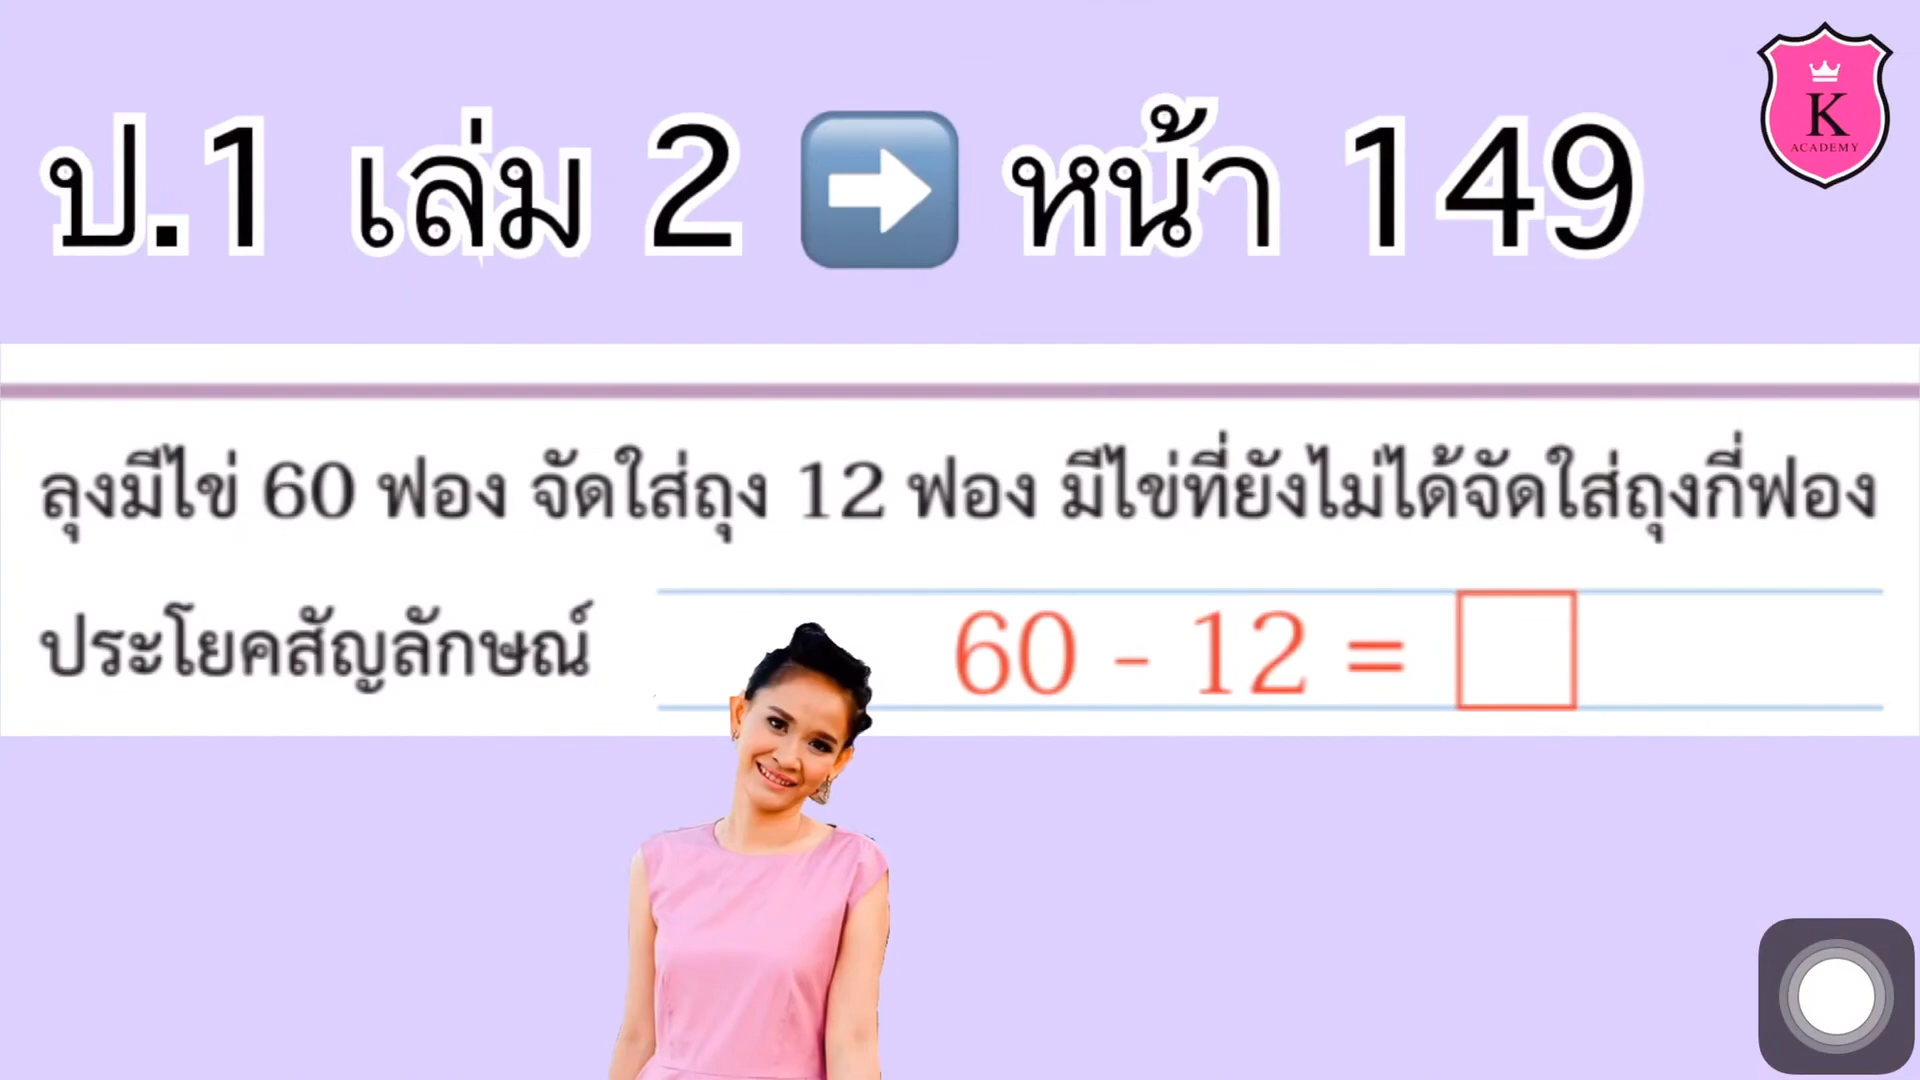 ป.1 เล่ม 2 ➡ หน้า 149
K
ACADEMY
ลุงมีไข่ 60 ฟอง จัดใส่ถุง 12 ฟอง มีไข่ที่ยังไม่ได้จัดใส่ถุงกี่ฟอง
ประโยคสัญลักษณ์ 60 - 12 = □